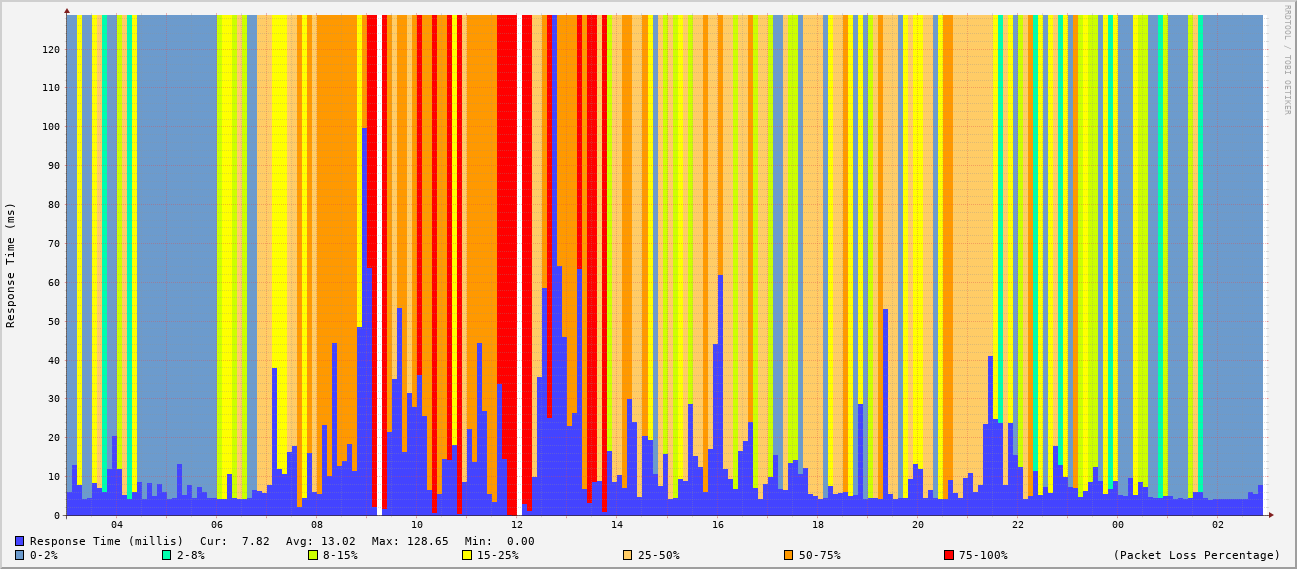 RRDTOOL / TOBI OETIKER
Response Time (ms)
120
110
100
90
80
70
60
50
40
30
20
10
0
04 06 08 10 12 14 16 18 20 22 00 02
Response Time (millis) Cur: 7.82 Avg: 13.02 Max: 128.65 Min: 0.00
0-2% 2-8% 8-15% 15-25% 25-50% 50-75% 75-100% (Packet Loss Percentage)